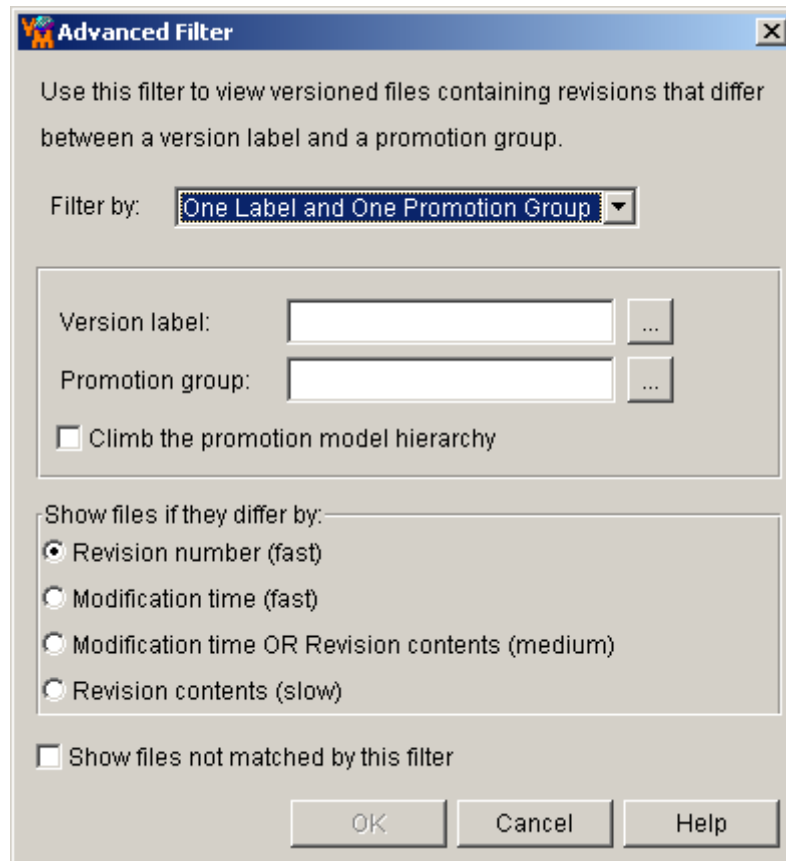 Advanced Filter
Use this filter to view versioned files containing revisions that differ
between a version label and a promotion group.
Filter by: One Label and One Promotion Group
Version label: ...
Promotion group: ...
Climb the promotion model hierarchy
Show files if they differ by:
Revision number (fast)
Modification time (fast)
Modification time OR Revision contents (medium)
Revision contents (slow)
Show files not matched by this filter
OK Cancel Help